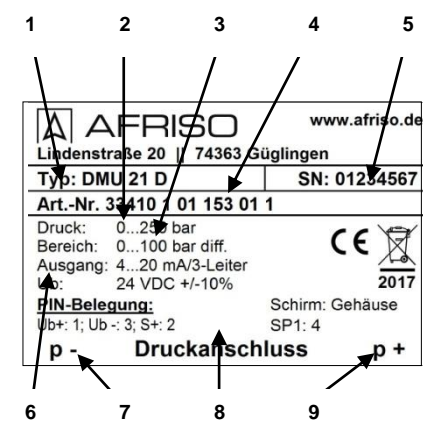 1 2 3 4 5
AFRISO www.afriso.de
Lindenstraße 20 || 74363 Güglingen
Typ: DMU 21 D SN: 01234567
Art.-Nr. 33410 1 01 153 01 1
Druck: 0...250 bar
Bereich: 0...100 bar diff.
Ausgang: 4...20 mA/3-Leiter
Ub: 24 VDC +/-10%
2017
PIN-Belegung: Schirm: Gehäuse
Ub+: 1; Ub -: 3; S+: 2 SP1: 4
p - Druckanschluss p +
6 7 8 9